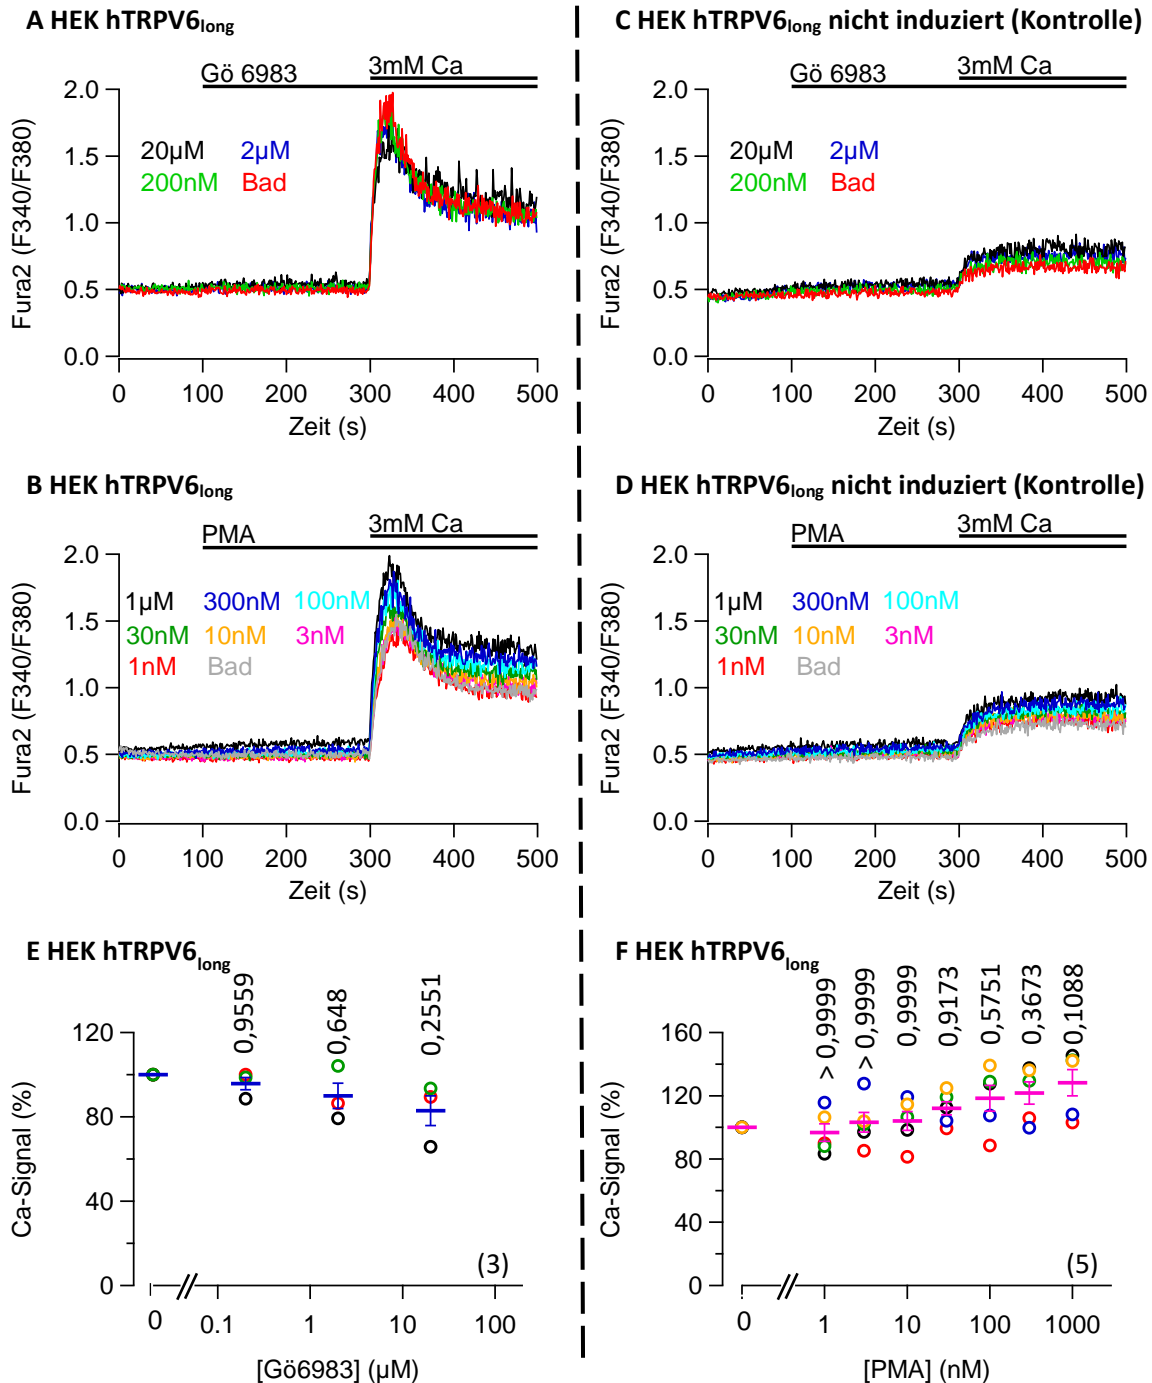 A HEK hTRPV6long
Gö 6983
3mM Ca
2.0
1.5
1.0
0.5
0.0
20µM 2µM
200nM Bad
Fura2 (F340/F380)
0 100 200 300 400 500
Zeit (s)
C HEK hTRPV6long nicht induziert (Kontrolle)
Gö 6983
3mM Ca
2.0
1.5
1.0
0.5
0.0
20µM 2µM
200nM Bad
Fura2 (F340/F380)
0 100 200 300 400 500
Zeit (s)
B HEK hTRPV6long
PMA
3mM Ca
2.0
1.5
1.0
0.5
0.0
1µM 300nM 100nM
30nM 10nM 3nM
1nM Bad
Fura2 (F340/F380)
0 100 200 300 400 500
Zeit (s)
D HEK hTRPV6long nicht induziert (Kontrolle)
PMA
3mM Ca
2.0
1.5
1.0
0.5
0.0
1µM 300nM 100nM
30nM 10nM 3nM
1nM Bad
Fura2 (F340/F380)
0 100 200 300 400 500
Zeit (s)
E HEK hTRPV6long
0,9559
0,648
0,2551
120
80
40
0
Ca-Signal (%)
(3)
0 0.1 1 10 100
[Gö6983] (µM)
F HEK hTRPV6long
> 0,9999
> 0,9999
0,9999
0,9173
0,5751
0,3673
0,1088
160
120
80
40
0
Ca-Signal (%)
(5)
0 1 10 100 1000
[PMA] (nM)